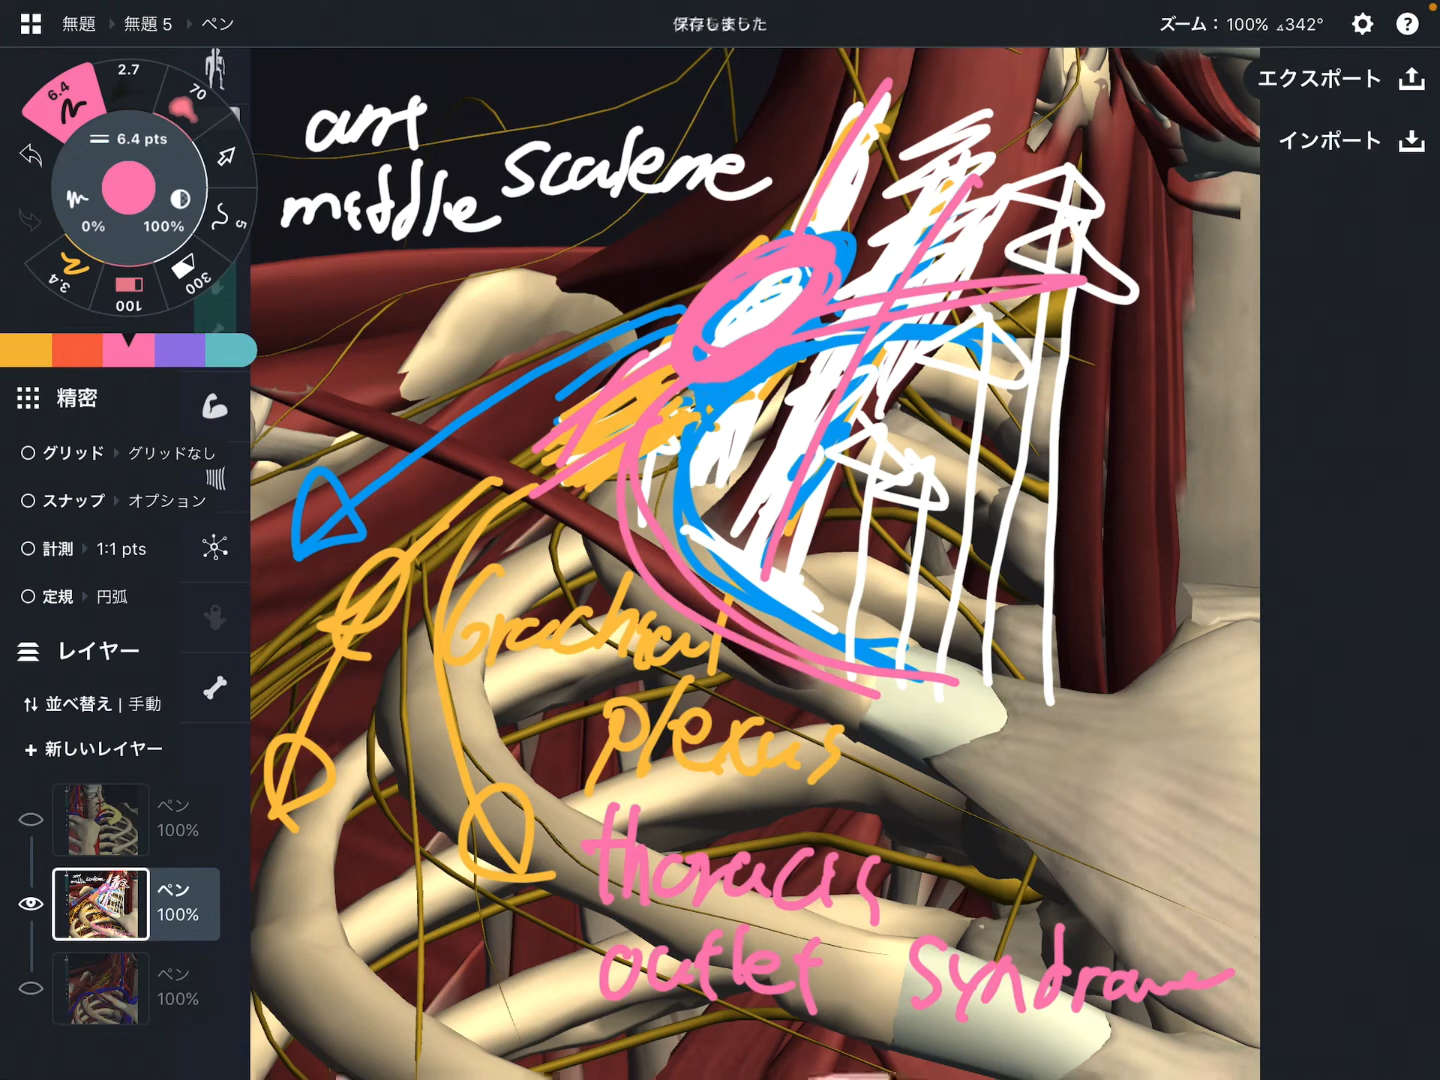 無題 無題 5 ペン
保存しました
ズーム： 100% ⊿342°
エクスポート
インポート
2.7
6.4
70
6.4 pts
0%
100%
5
3.4
100
300
精密
グリッド グリッドなし
スナップ オプション
計測 1:1 pts
定規 円弧
レイヤー
並べ替え | 手動
+ 新しいレイヤー
ペン
100%
ペン
100%
ペン
100%
ant
middle scalene
brachial
plexus
thoracic
outlet syndrome